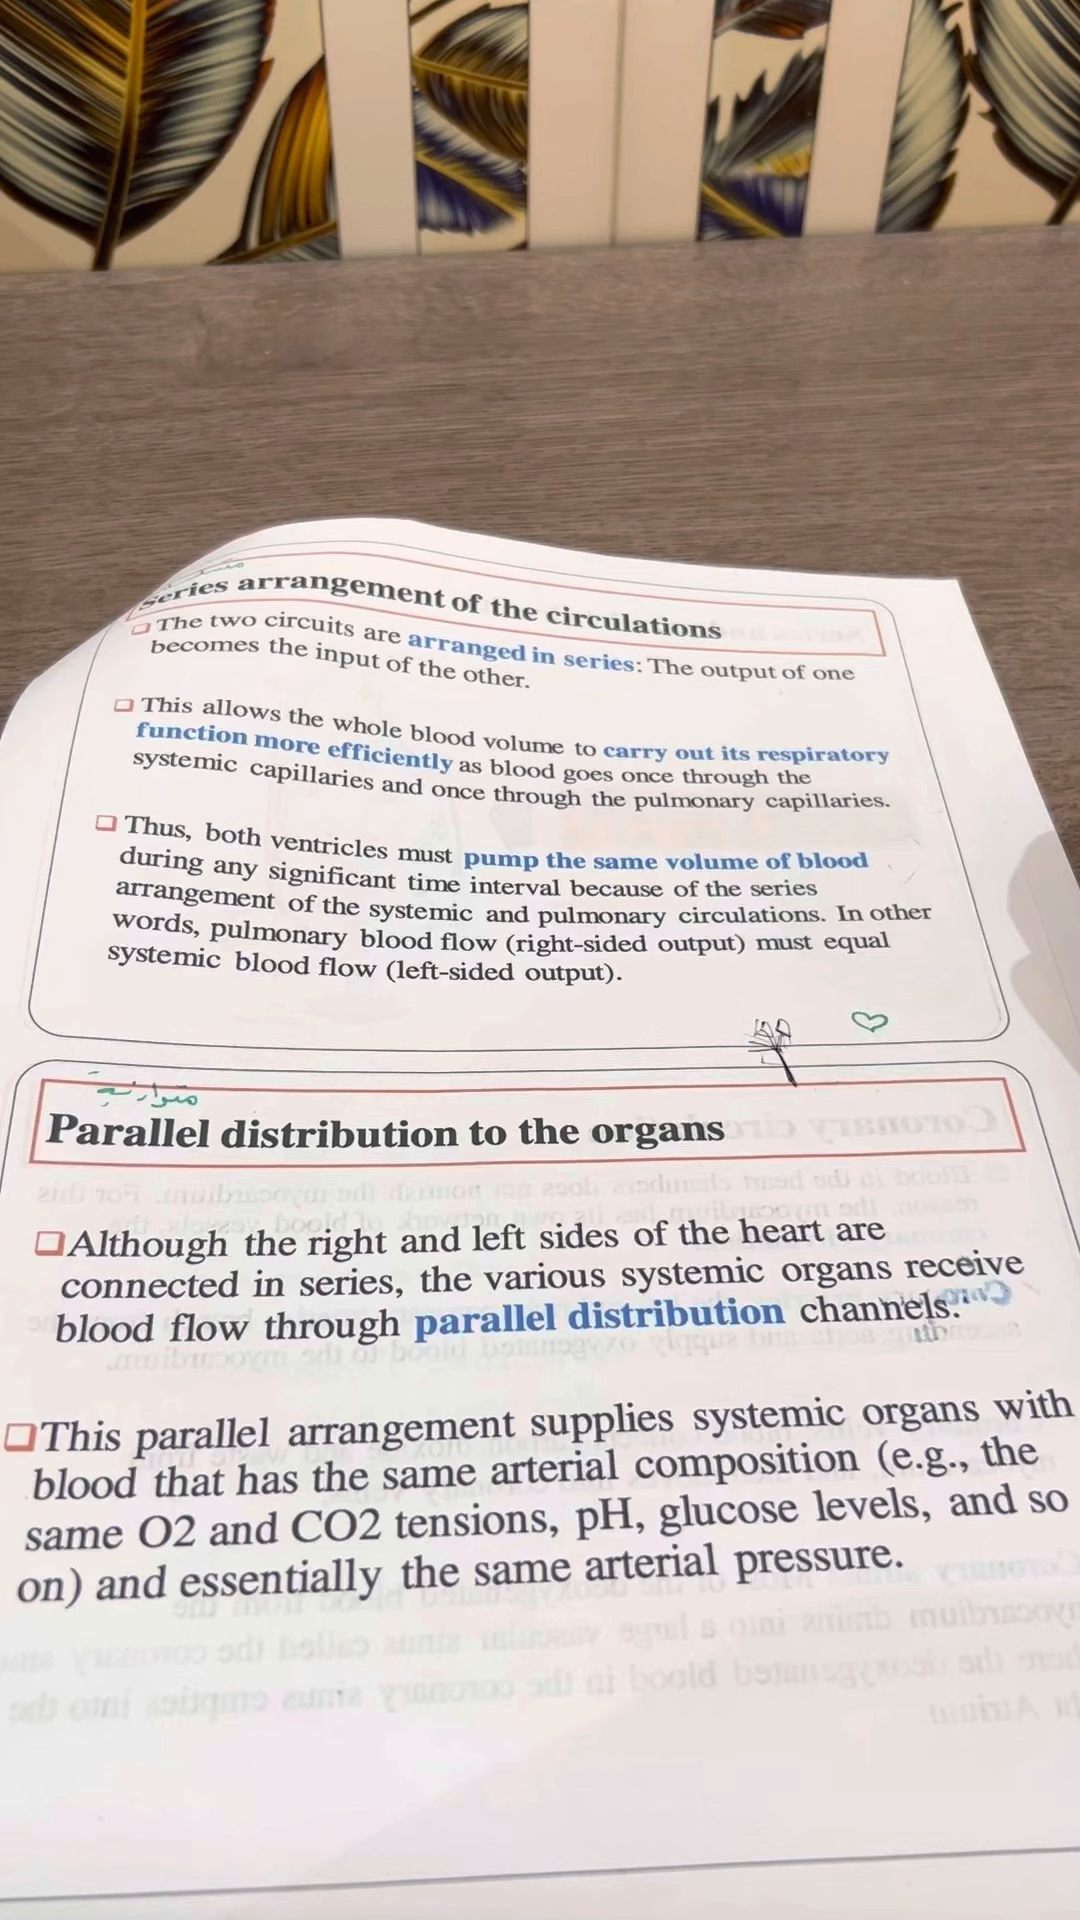 Series arrangement of the circulations
The two circuits are arranged in series: The output of one
becomes the input of the other.
This allows the whole blood volume to carry out its respiratory
function more efficiently as blood goes once through the
systemic capillaries and once through the pulmonary capillaries.
Thus, both ventricles must pump the same volume of blood
during any significant time interval because of the series
arrangement of the systemic and pulmonary circulations. In other
words, pulmonary blood flow (right-sided output) must equal
systemic blood flow (left-sided output).
Parallel distribution to the organs
Although the right and left sides of the heart are
connected in series, the various systemic organs receive
blood flow through parallel distribution channels.
This parallel arrangement supplies systemic organs with
blood that has the same arterial composition (e.g., the
same O2 and CO2 tensions, pH, glucose levels, and so
on) and essentially the same arterial pressure.